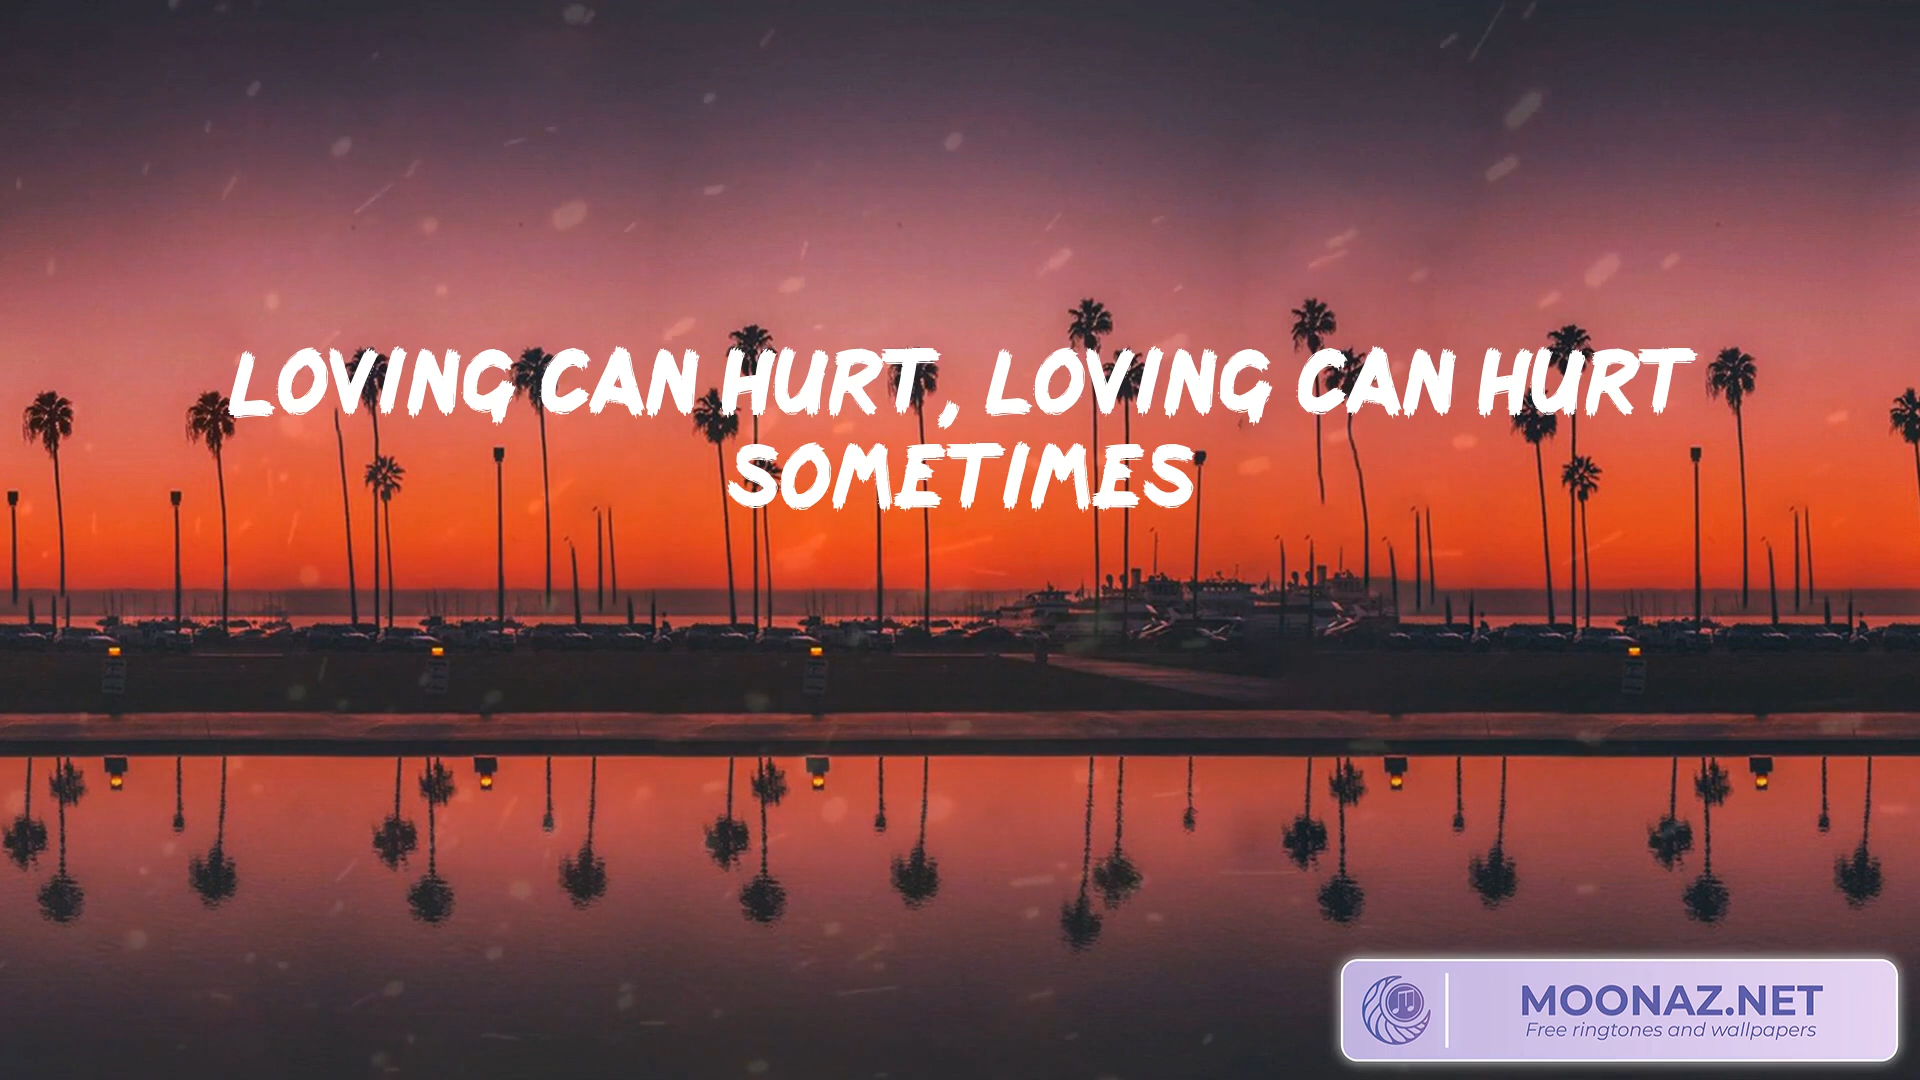 LOVING CAN HURT, LOVING CAN HURT
SOMETIMES
MOONAZ.NET
Free ringtones and wallpapers